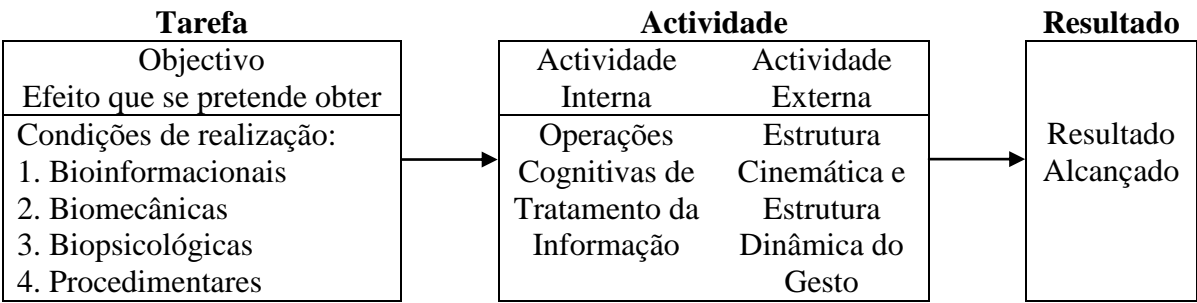 Tarefa
Objectivo
Efeito que se pretende obter
Condições de realização:
1. Bioinformacionais
2. Biomecânicas
3. Biopsicológicas
4. Procedimentares
Actividade
Actividade
Interna
Operações
Cognitivas de
Tratamento da
Informação
Actividade
Externa
Estrutura
Cinemática e
Estrutura
Dinâmica do
Gesto
Resultado
Resultado
Alcançado